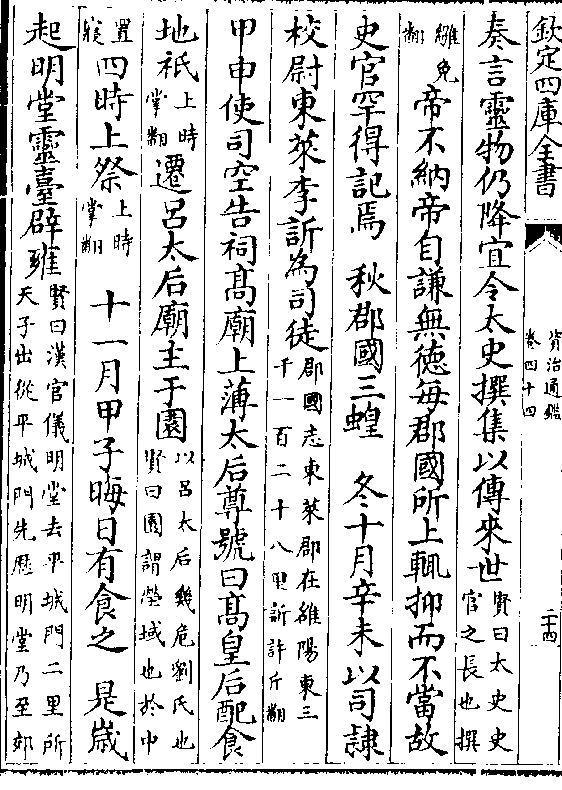 欽定四庫全書
資治通鑑
卷四十四
二十四
奏言靈物仍降宜令太史撰集以傳來世賢曰太史史官之長也撰
雛免翻帝不納帝自謙無徳每郡國所上輒抑而不當故
史官罕得記焉 秋郡國三蝗 冬十月辛未以司隷
校尉東萊李訢為司徒郡國志東萊郡在雒陽東三千一百二十八里訢許斤翻
甲申使司空告祠髙廟上薄太后尊號曰髙皇后配食
地祇上時掌翻遷呂太后廟主于園以呂太后幾危劉氏也賢曰園謂塋域也於中
置寢四時上祭上時掌翻 十一月甲子晦日有食之 是歲
起明堂靈臺辟雍賢曰漢官儀明堂去平城門二里所天子出從平城門先歴明堂乃至郊